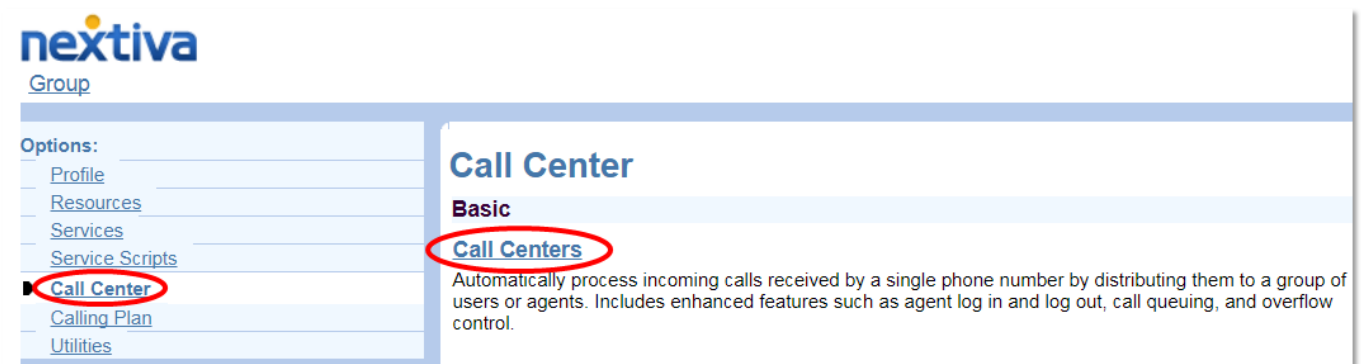 nextiva
Group
Options:
Profile
Resources
Services
Service Scripts
Call Center
Calling Plan
Utilities
Call Center
Basic
Call Centers
Automatically process incoming calls received by a single phone number by distributing them to a group of
users or agents. Includes enhanced features such as agent log in and log out, call queuing, and overflow
control.